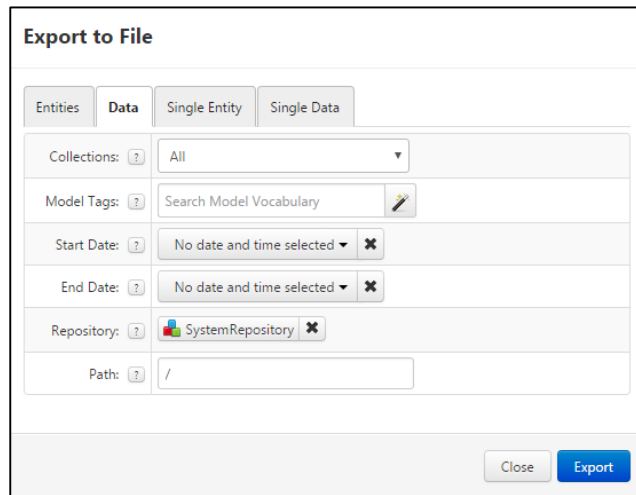 Export to File
Entities Data Single Entity Single Data
Collections: ? All
Model Tags: ? Search Model Vocabulary
Start Date: ? No date and time selected
End Date: ? No date and time selected
Repository: ? SystemRepository
Path: ? /
Close Export